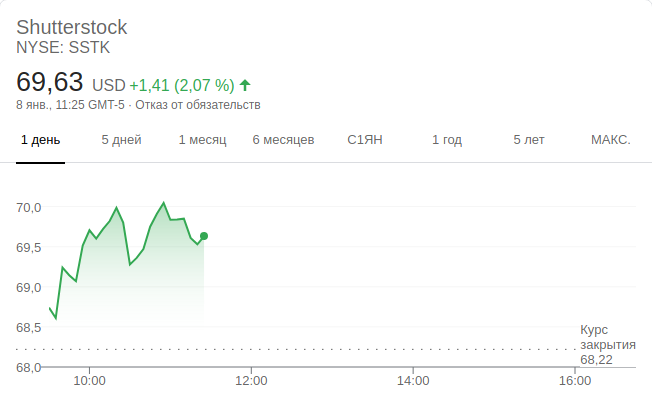 Shutterstock
NYSE: SSTK
69,63 USD +1,41 (2,07 %)
8 янв., 11:25 GMT-5 · Отказ от обязательств
1 день 5 дней 1 месяц 6 месяцев С1ЯН 1 год 5 лет МАКС.
70,0
69,5
69,0
68,5
Курс
закрытия
68,22
68,0
10:00 12:00 14:00 16:00